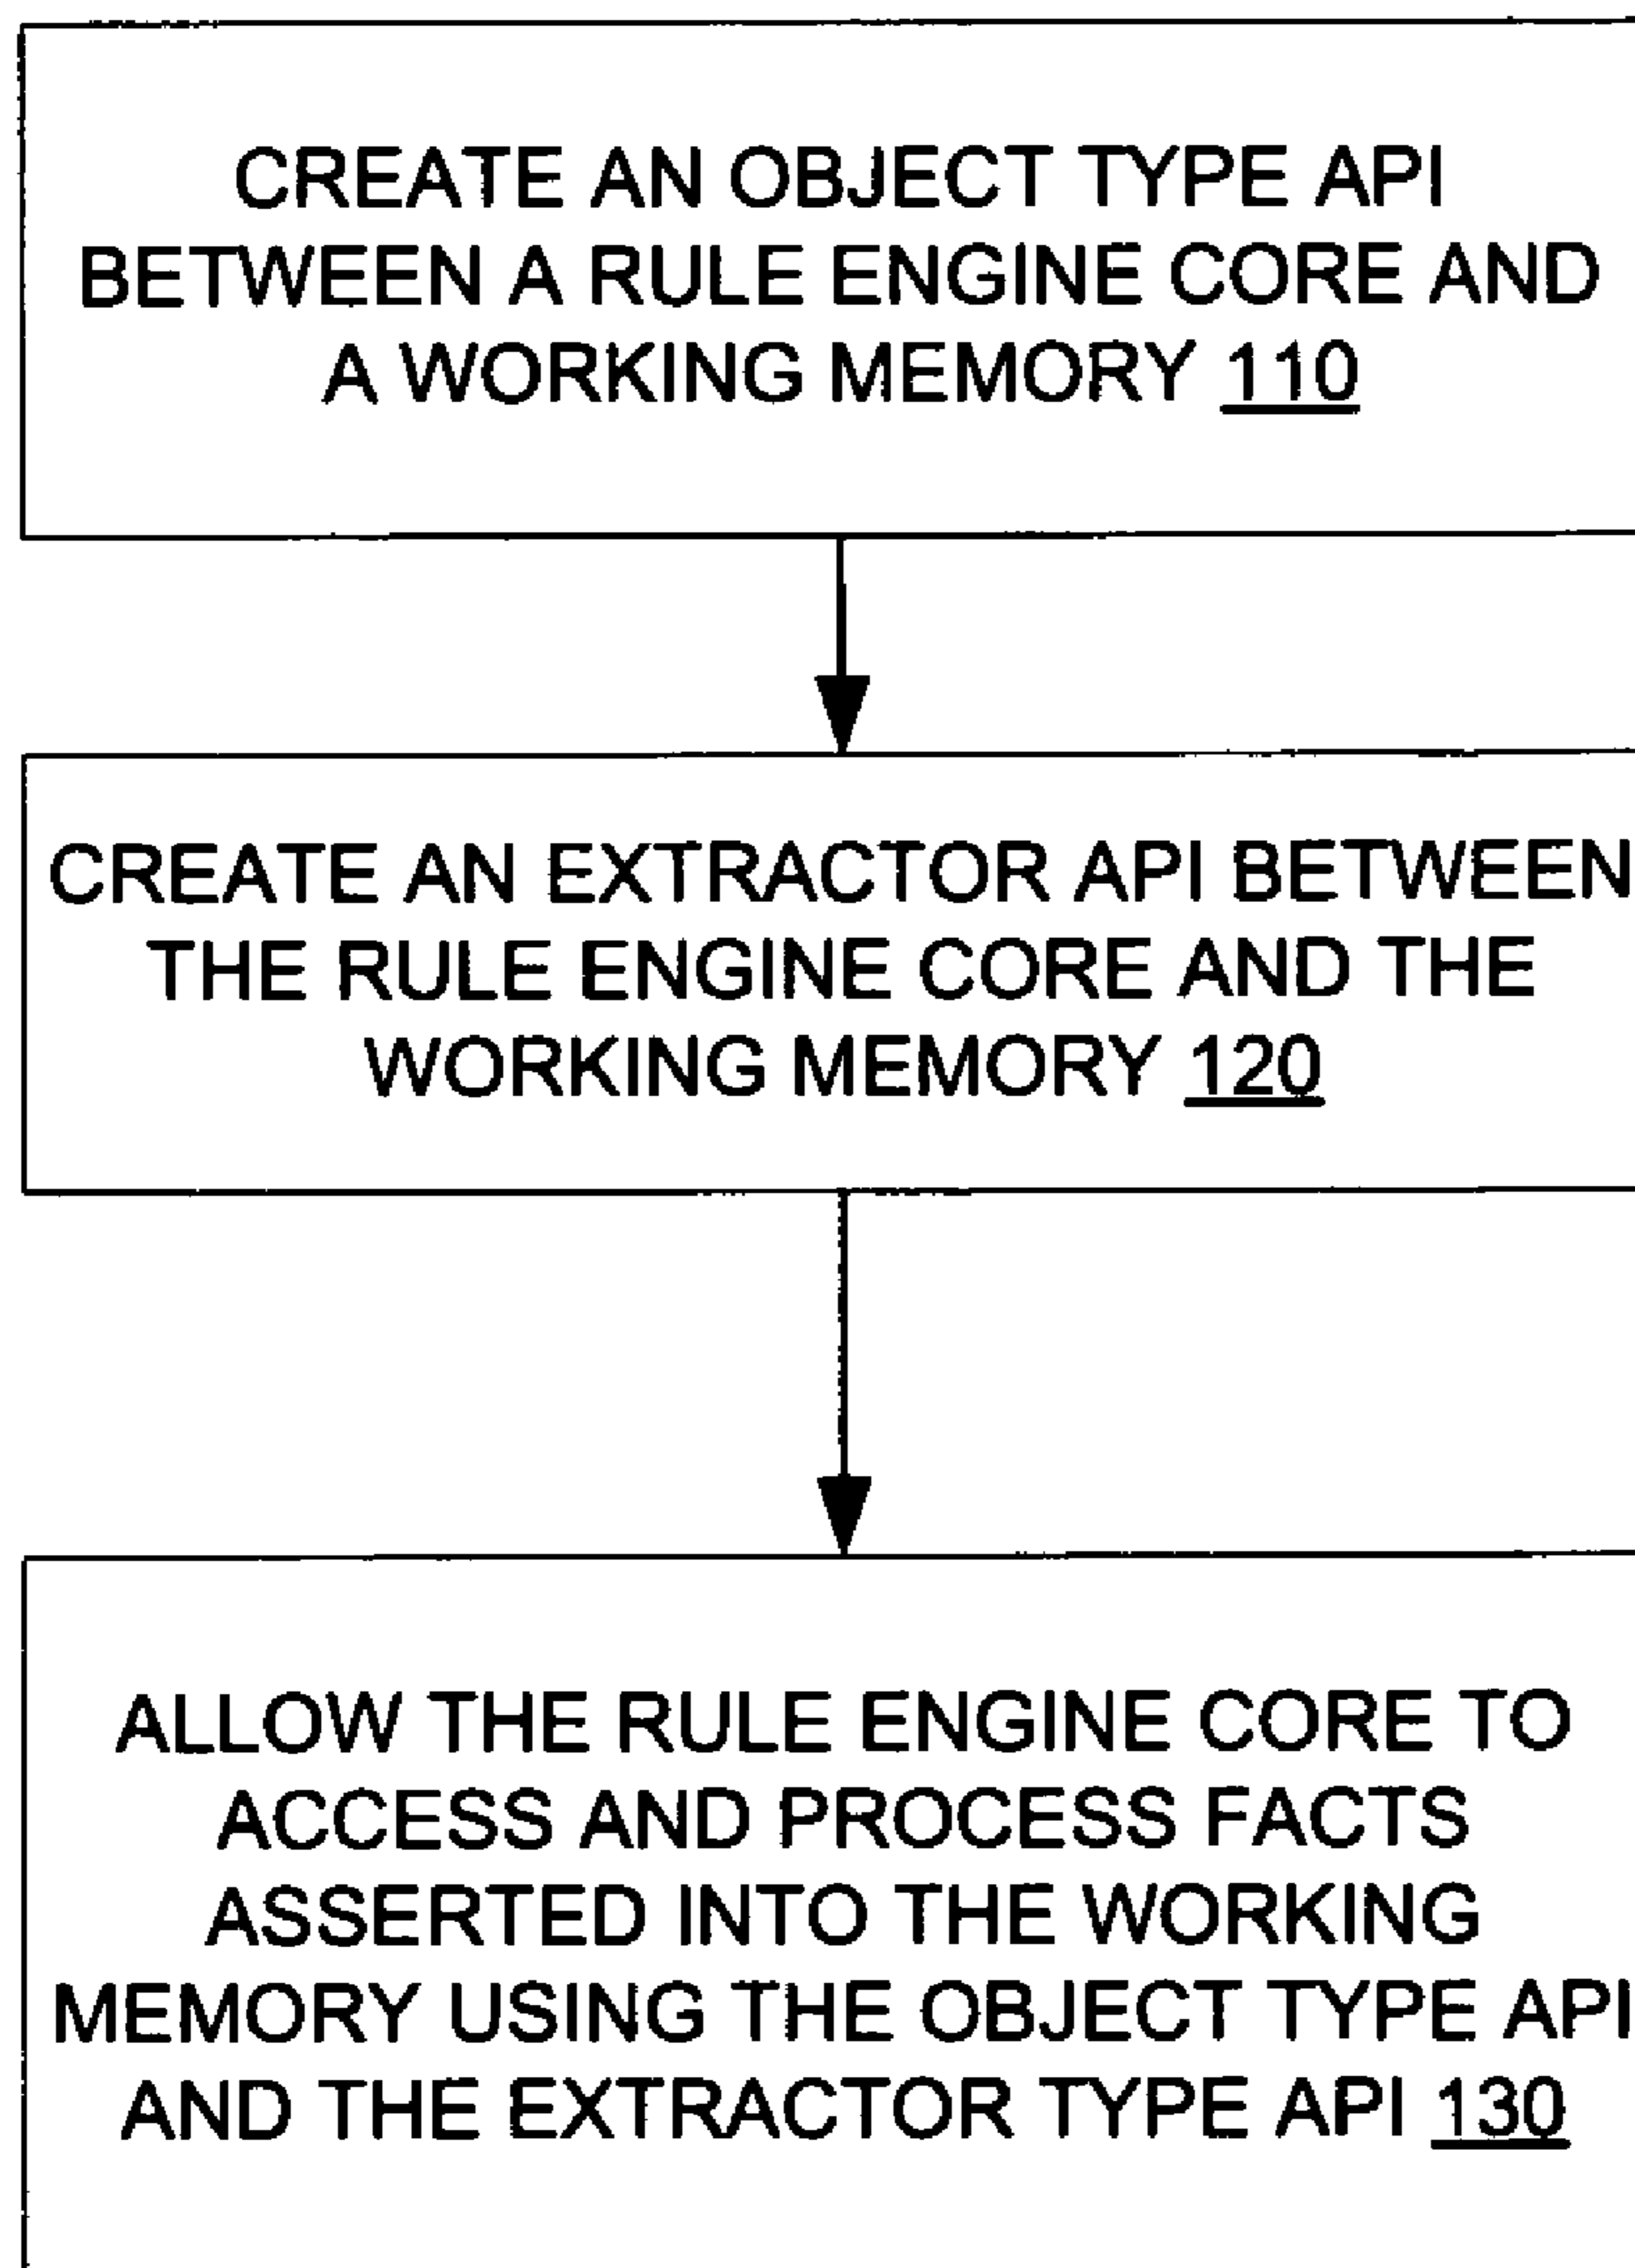 CREATE AN OBJECT TYPE API
BETWEEN A RULE ENGINE CORE AND
A WORKING MEMORY 110
CREATE AN EXTRACTOR API BETWEEN
THE RULE ENGINE CORE AND THE
WORKING MEMORY 120
ALLOW THE RULE ENGINE CORE TO
ACCESS AND PROCESS FACTS
ASSERTED INTO THE WORKING
MEMORY USING THE OBJECT TYPE API
AND THE EXTRACTOR TYPE API 130